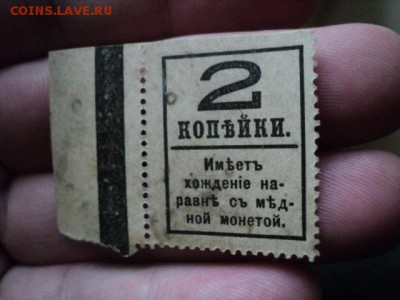 COINS.LAVE.RU
2
КОПѢЙКИ.
Имѣетъ
хожденіе на-
равнѣ съ мѣд-
ной монетой.